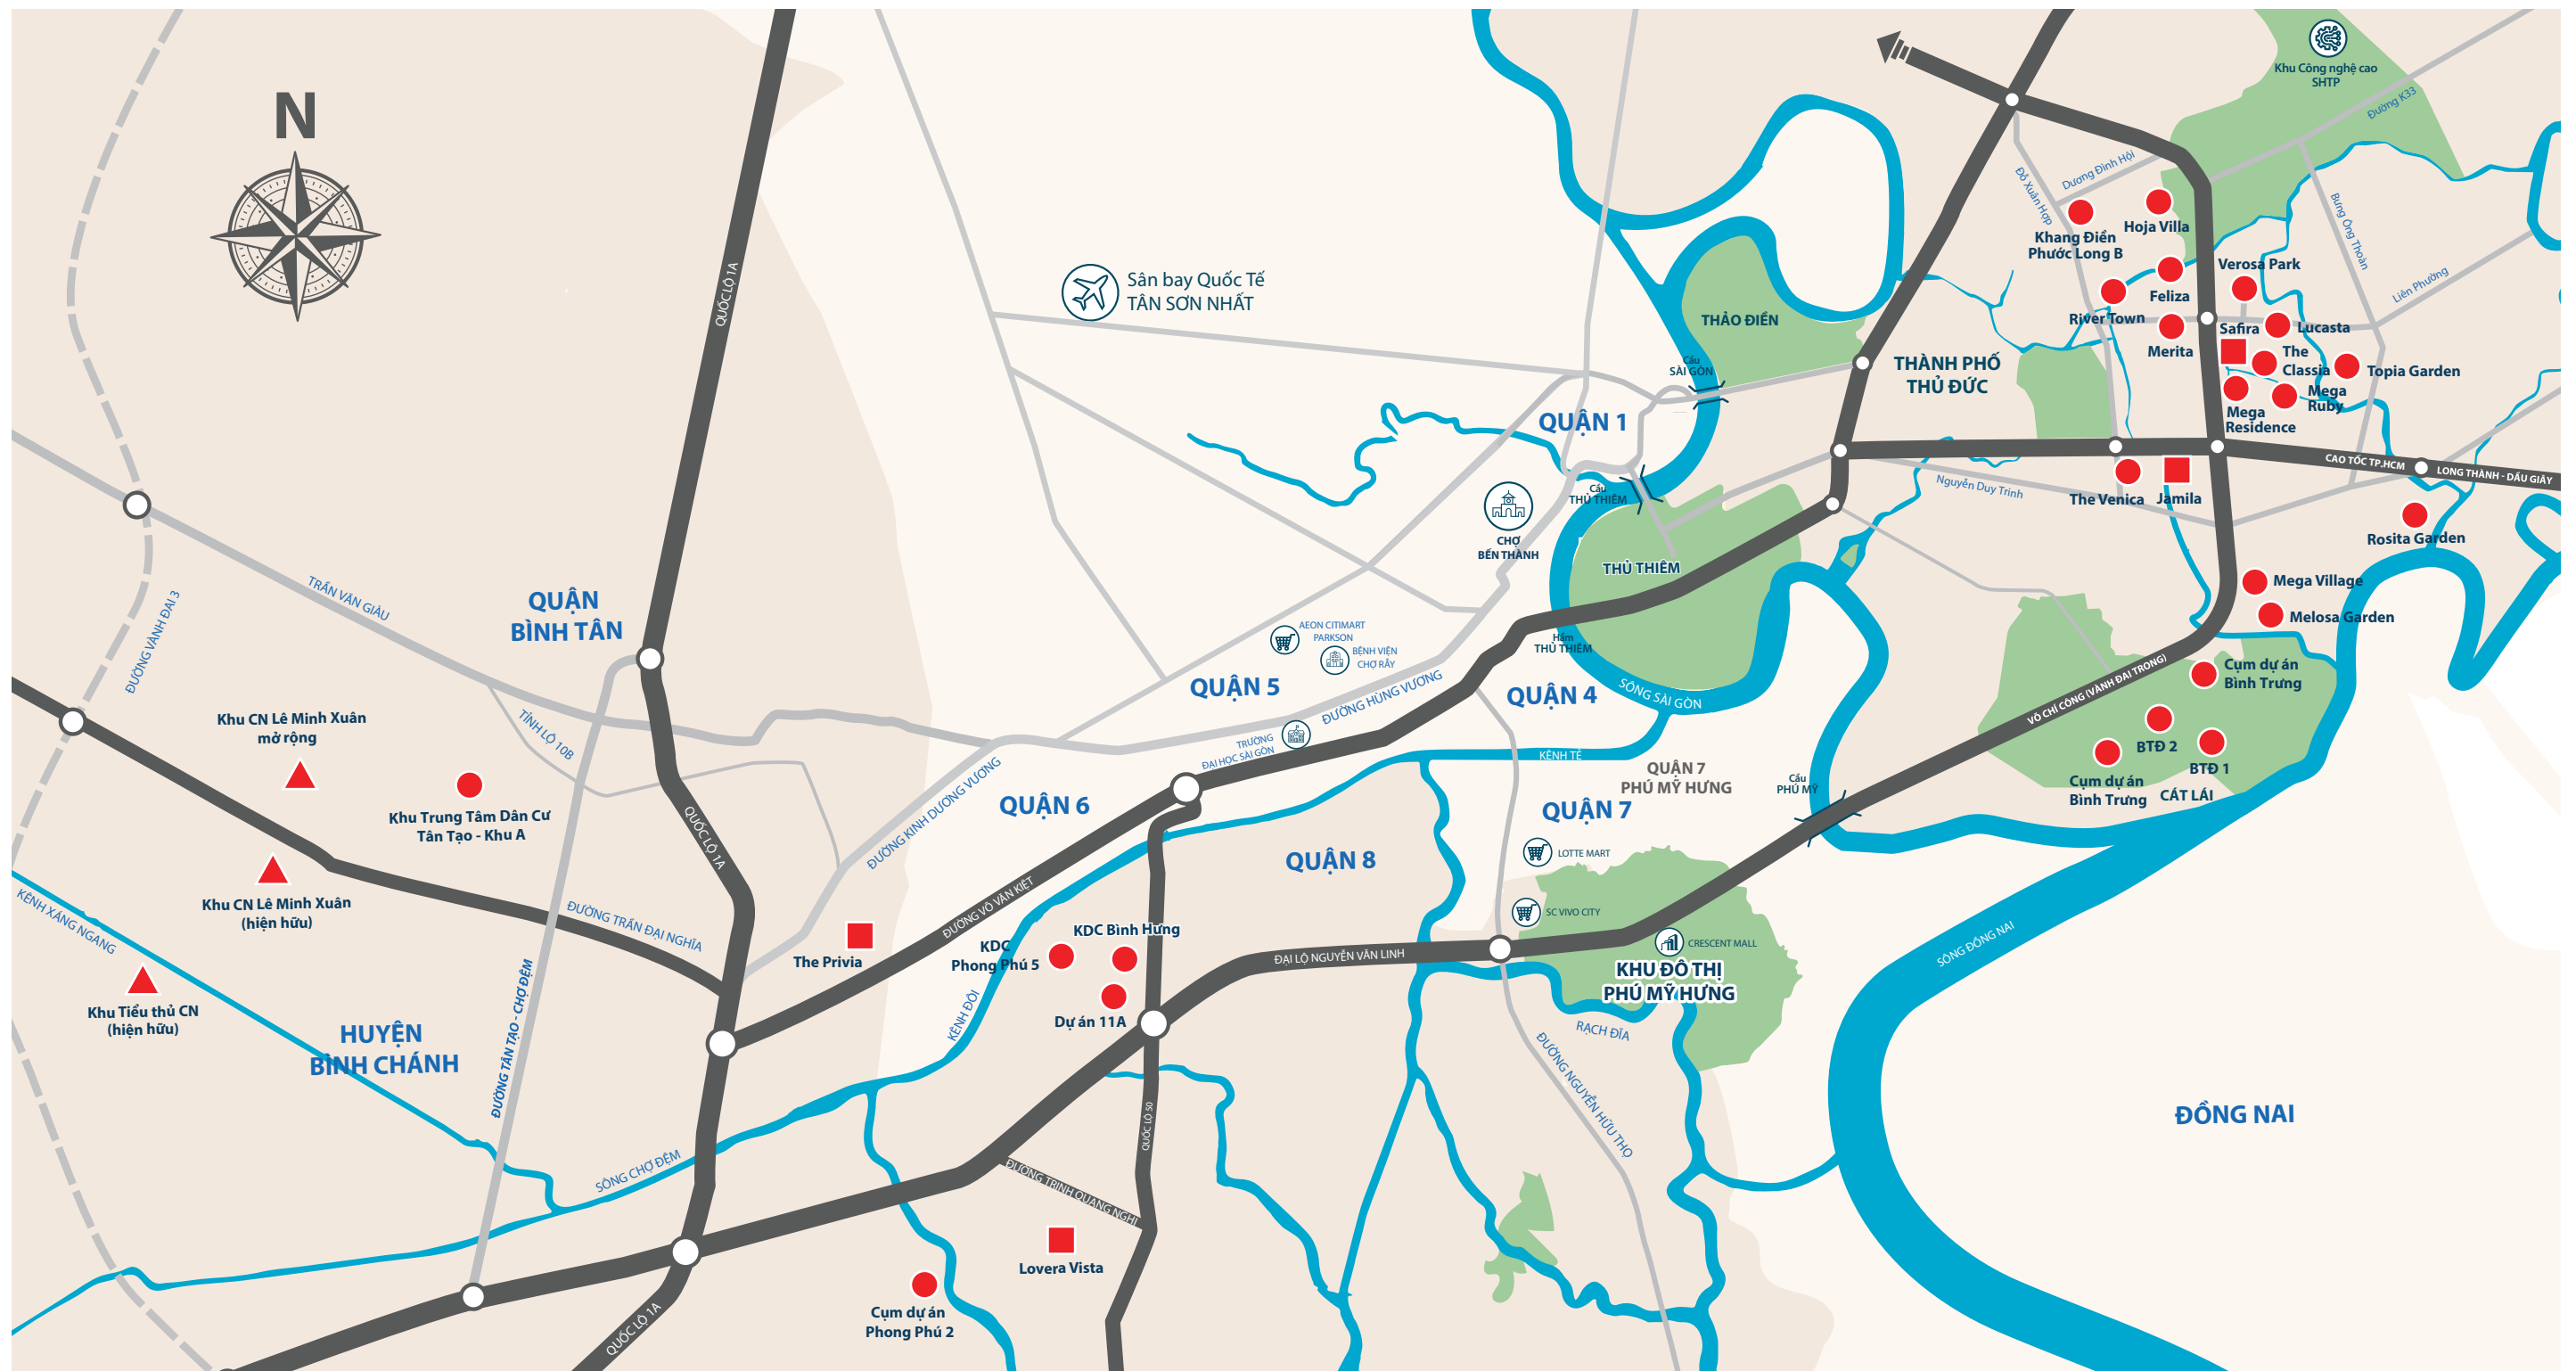 N
Khu Công nghệ cao
SHTP
Đường K33
Dương Đình Hội
Đỗ Xuân Hợp
Bưng Ông Thoàn
Liên Phường
Hoja Villa
Khang Điền
Phước Long B
Verosa Park
Feliza
River Town
Safira
Lucasta
Merita
The
Classia
Topia Garden
Mega
Ruby
Mega
Residence
QUỐC LỘ 1A
Sân bay Quốc Tế
TÂN SƠN NHẤT
THẢO ĐIỀN
Cầu
SÀI GÒN
THÀNH PHỐ
THỦ ĐỨC
QUẬN 1
CAO TỐC TP.HCM
LONG THÀNH - DẦU GIÂY
Nguyễn Duy Trinh
The Venica
Jamila
Rosita Garden
Cầu
THỦ THIÊM
CHỢ
BẾN THÀNH
THỦ THIÊM
Mega Village
Melosa Garden
TRẦN VĂN GIÀU
ĐƯỜNG VÀNH ĐAI 3
QUẬN
BÌNH TÂN
AEON CITIMART
PARKSON
BỆNH VIỆN
CHỢ RẪY
Hầm
THỦ THIÊM
QUẬN 5
ĐƯỜNG HÙNG VƯƠNG
QUẬN 4
SÔNG SÀI GÒN
VÕ CHÍ CÔNG (VÀNH ĐAI TRONG)
Cụm dự án
Bình Trưng
BTĐ 2
BTĐ 1
Cụm dự án
Bình Trưng
CÁT LÁI
Khu CN Lê Minh Xuân
mở rộng
TỈNH LỘ 10B
TRƯỜNG
ĐẠI HỌC SÀI GÒN
KÊNH TẺ
QUẬN 7
PHÚ MỸ HƯNG
Cầu
PHÚ MỸ
Khu Trung Tâm Dân Cư
Tân Tạo - Khu A
QUỐC LỘ 1A
ĐƯỜNG KINH DƯƠNG VƯƠNG
QUẬN 6
QUẬN 7
QUẬN 8
LOTTE MART
Khu CN Lê Minh Xuân
(hiện hữu)
KÊNH XÁNG NGANG
ĐƯỜNG TRẦN ĐẠI NGHĨA
ĐƯỜNG VÕ VĂN KIỆT
SC VIVO CITY
CRESCENT MALL
KHU ĐÔ THỊ
PHÚ MỸ HƯNG
ĐẠI LỘ NGUYỄN VĂN LINH
SÔNG ĐỒNG NAI
The Privia
KDC
Phong Phú 5
KDC Bình Hưng
Dự án 11A
KÊNH ĐÔI
Khu Tiểu thủ CN
(hiện hữu)
HUYỆN
BÌNH CHÁNH
ĐƯỜNG TÂN TẠO - CHỢ ĐỆM
RẠCH ĐĨA
ĐƯỜNG NGUYỄN HỮU THỌ
ĐỒNG NAI
QUỐC LỘ 50
SÔNG CHỢ ĐỆM
ĐƯỜNG TRỊNH QUANG NGHỊ
Lovera Vista
Cụm dự án
Phong Phú 2
QUỐC LỘ 1A